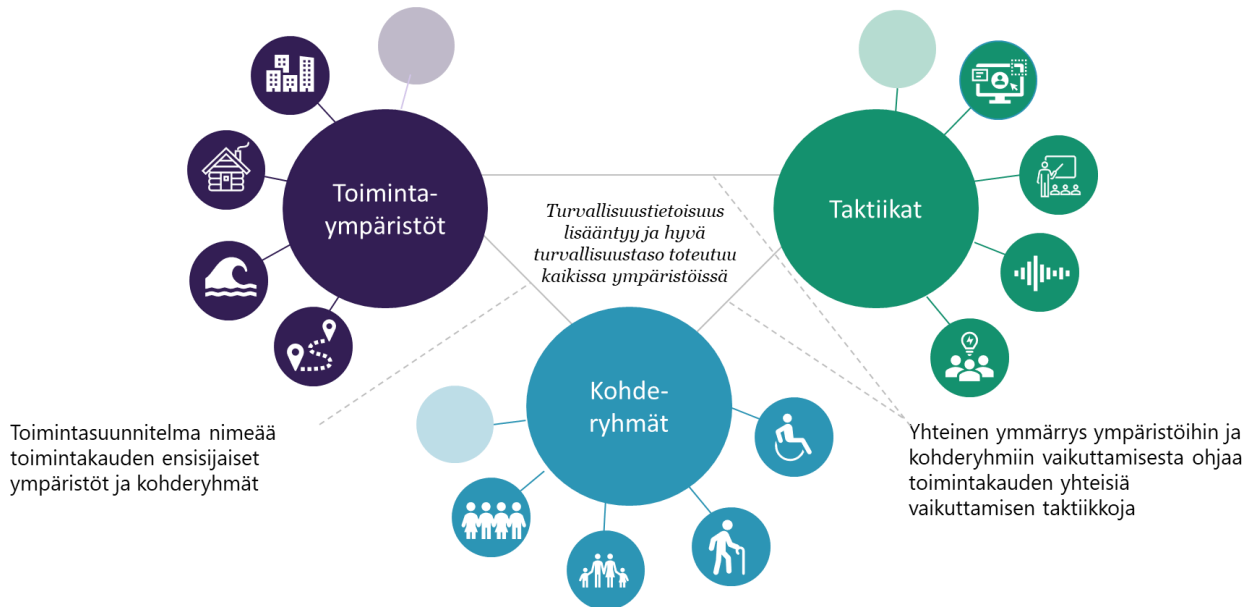 Toiminta-
ympäristöt
Turvallisuustietoisuus
lisääntyy ja hyvä
turvallisuustaso toteutuu
kaikissa ympäristöissä
Taktiikat
Kohde-
ryhmät
Toimintasuunnitelma nimeää
toimintakauden ensisijaiset
ympäristöt ja kohderyhmät
Yhteinen ymmärrys ympäristöihin ja
kohderyhmiin vaikuttamisesta ohjaa
toimintakauden yhteisiä
vaikuttamisen taktiikkoja